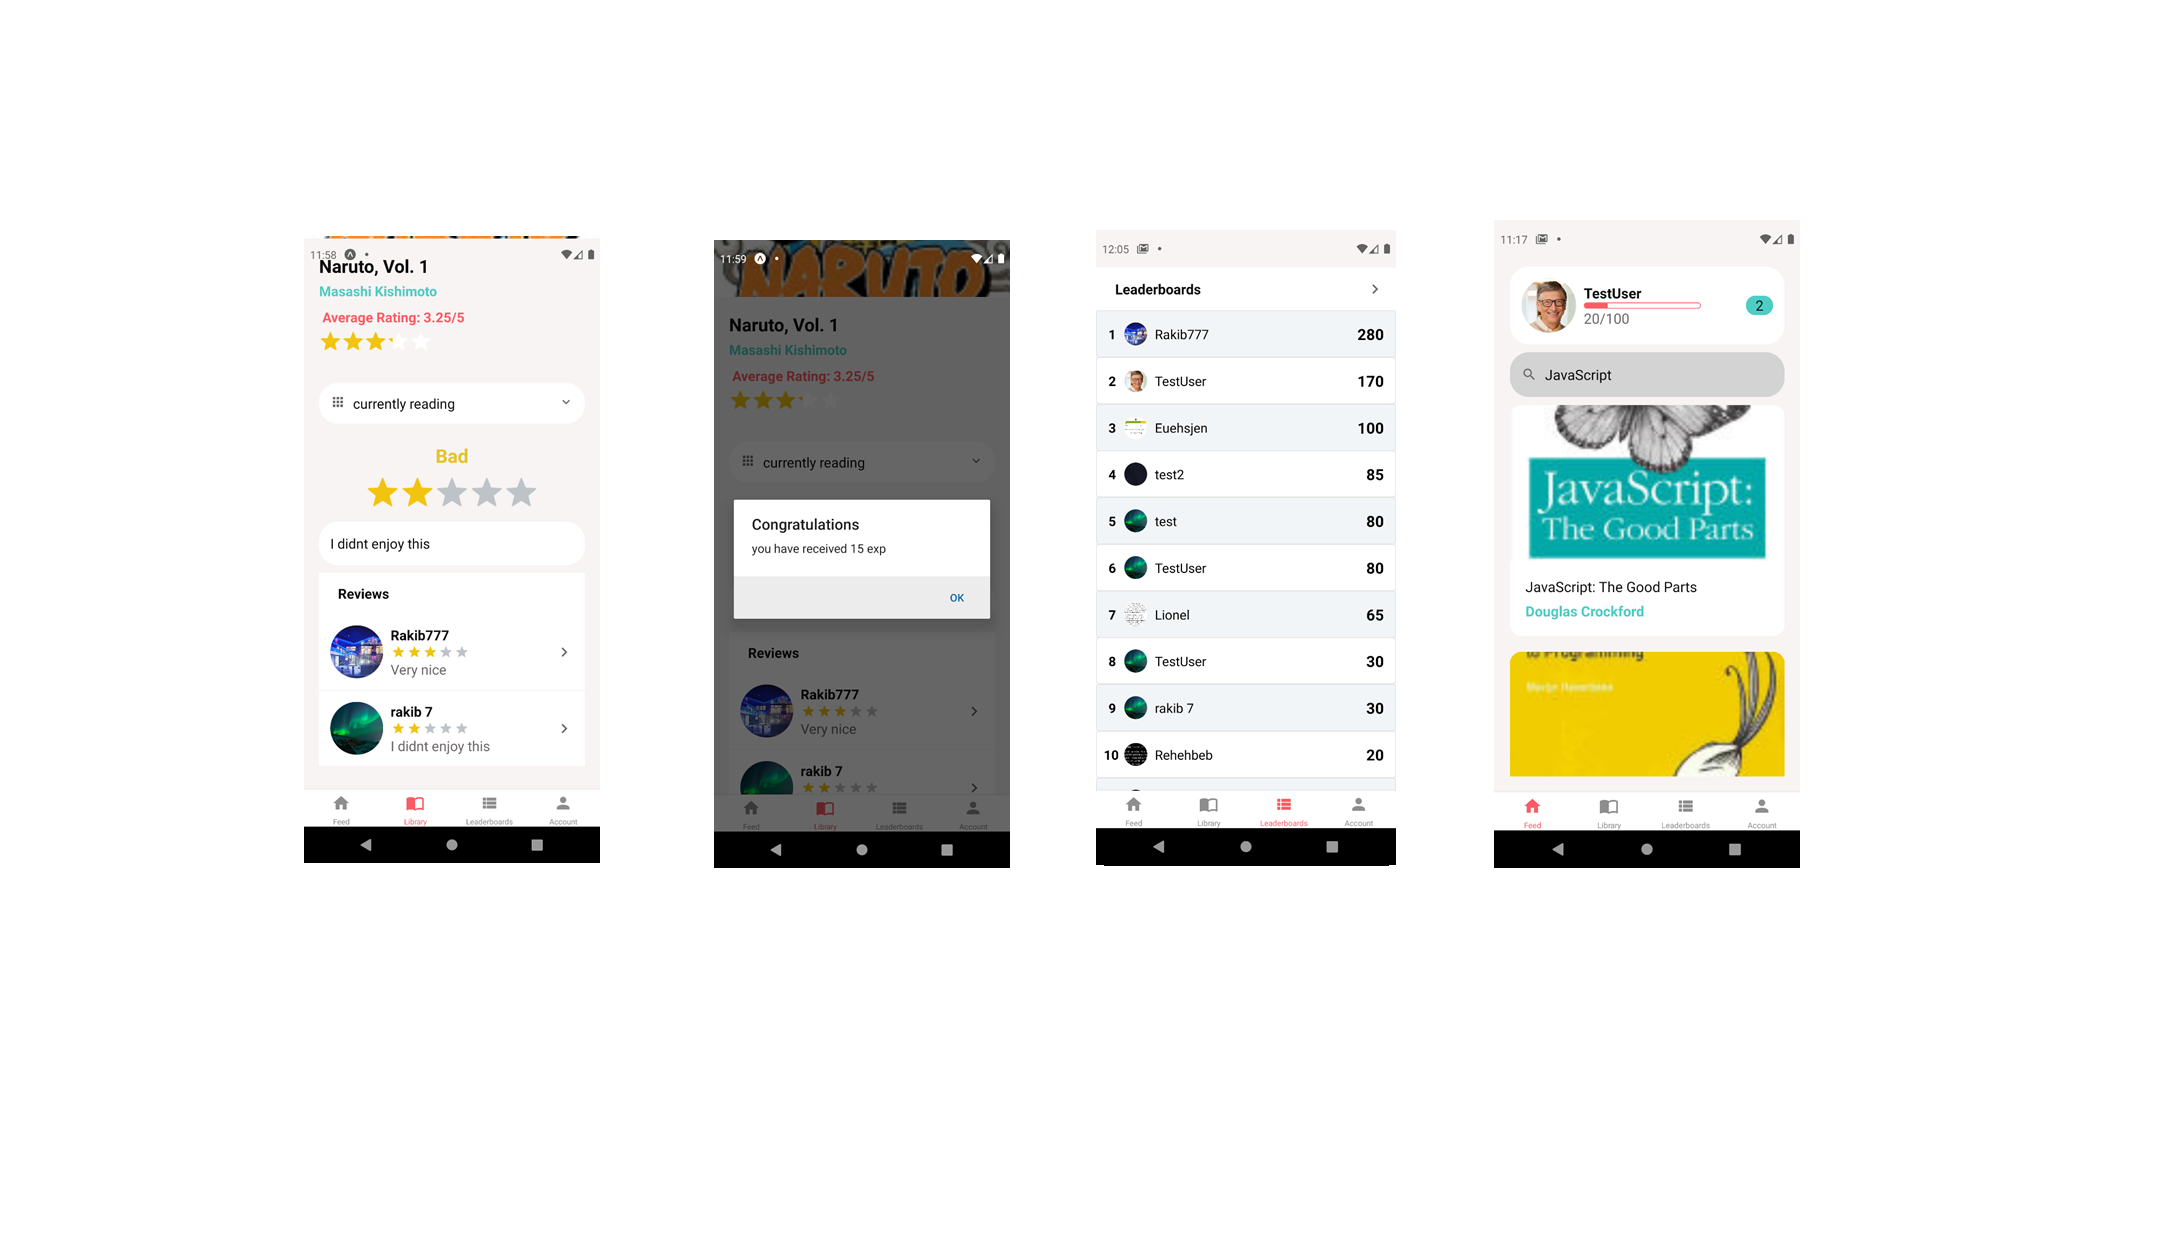 11:58
Naruto, Vol. 1
Masashi Kishimoto
Average Rating: 3.25/5
currently reading
Bad
I didnt enjoy this
Reviews
Rakib777
Very nice
rakib 7
I didnt enjoy this
Feed Library Leaderboards Account
NARUTO
11:59
Naruto, Vol. 1
Masashi Kishimoto
Average Rating: 3.25/5
currently reading
Congratulations
you have received 15 exp
OK
Reviews
Rakib777
Very nice
rakib 7
Feed Library Leaderboards Account
12:05
Leaderboards
1 Rakib777 280
2 TestUser 170
3 Euehsjen 100
4 test2 85
5 test 80
6 TestUser 80
7 Lionel 65
8 TestUser 30
9 rakib 7 30
10 Rehehbeb 20
Feed Library Leaderboards Account
11:17
TestUser
20/100
2
JavaScript
JavaScript:
The Good Parts
JavaScript: The Good Parts
Douglas Crockford
to Programming
Feed Library Leaderboards Account